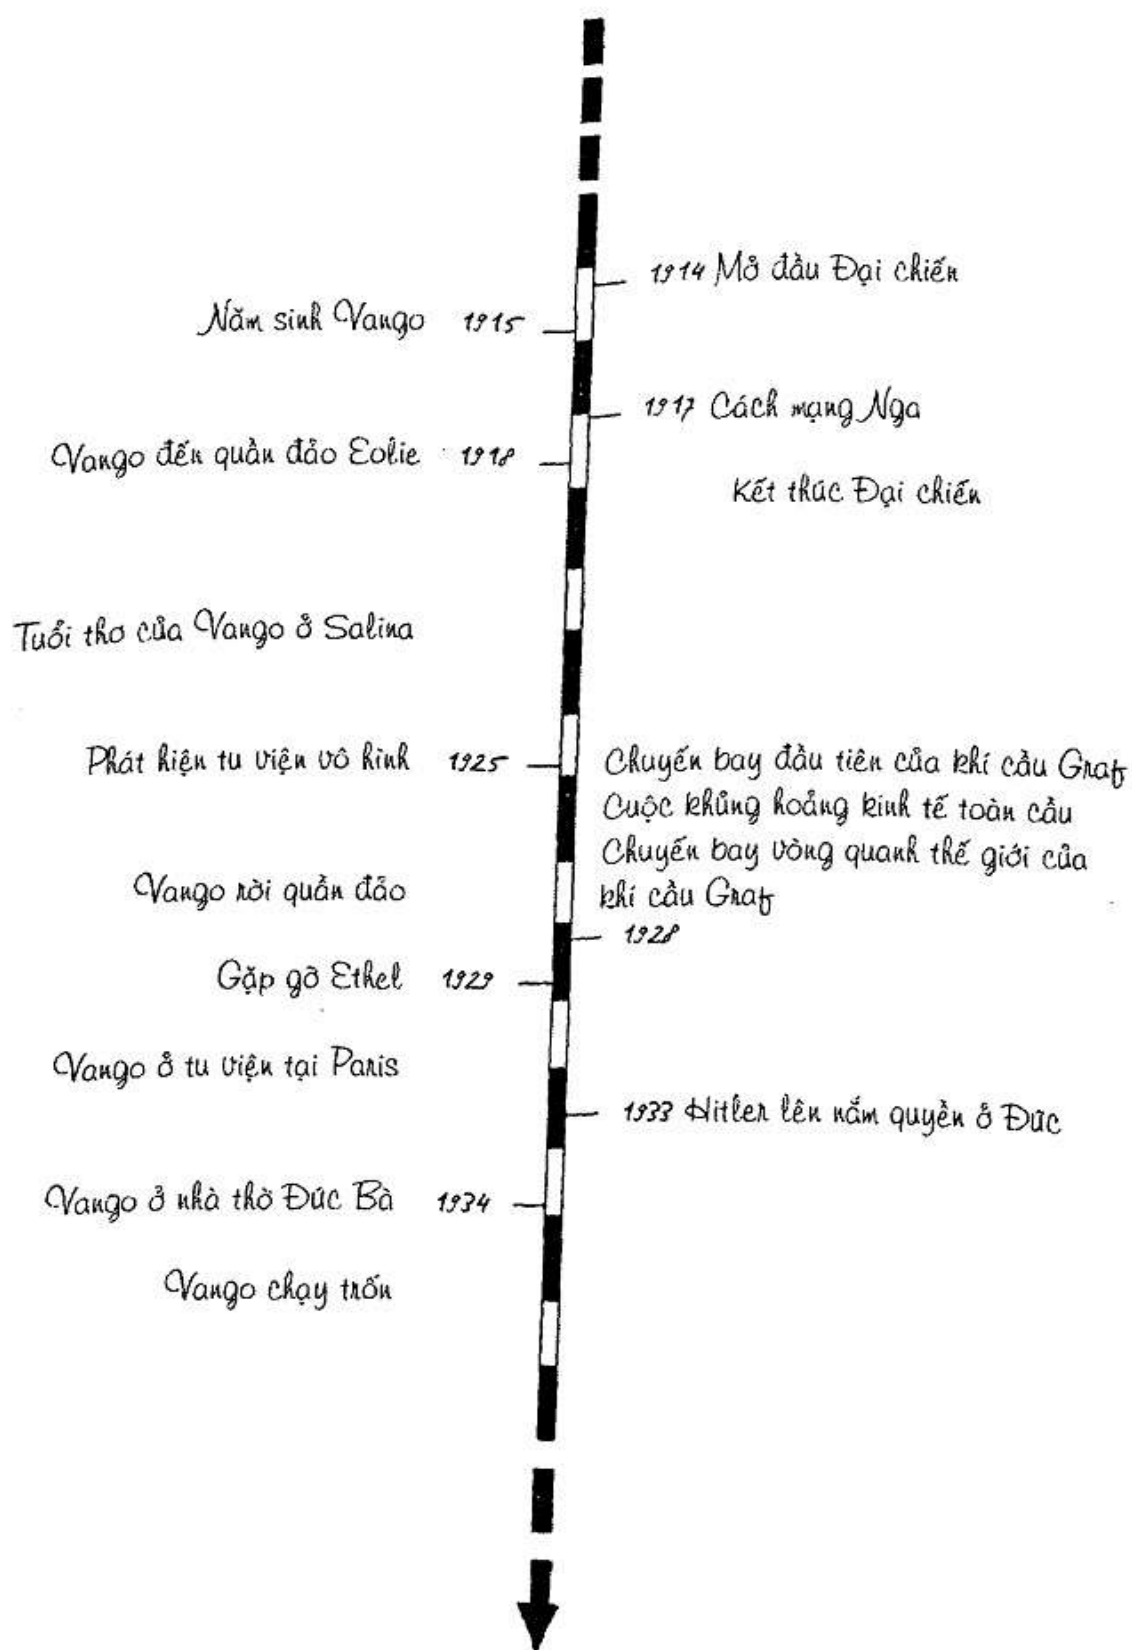 1914 Mở đầu Đại chiến
Năm sinh Vango 1915
1917 Cách mạng Nga
Vango đến quần đảo Eolie 1918
Kết thúc Đại chiến
Tuổi thơ của Vango ở Salina
Phát hiện tu viện vô hình 1925
Chuyến bay đầu tiên của khí cầu Graf
Cuộc khủng hoảng kinh tế toàn cầu
Chuyến bay vòng quanh thế giới của
khí cầu Graf
Vango rời quần đảo
1928
Gặp gỡ Ethel 1929
Vango ở tu viện tại Paris
1933 Hitler lên nắm quyền ở Đức
Vango ở nhà thờ Đức Bà 1934
Vango chạy trốn